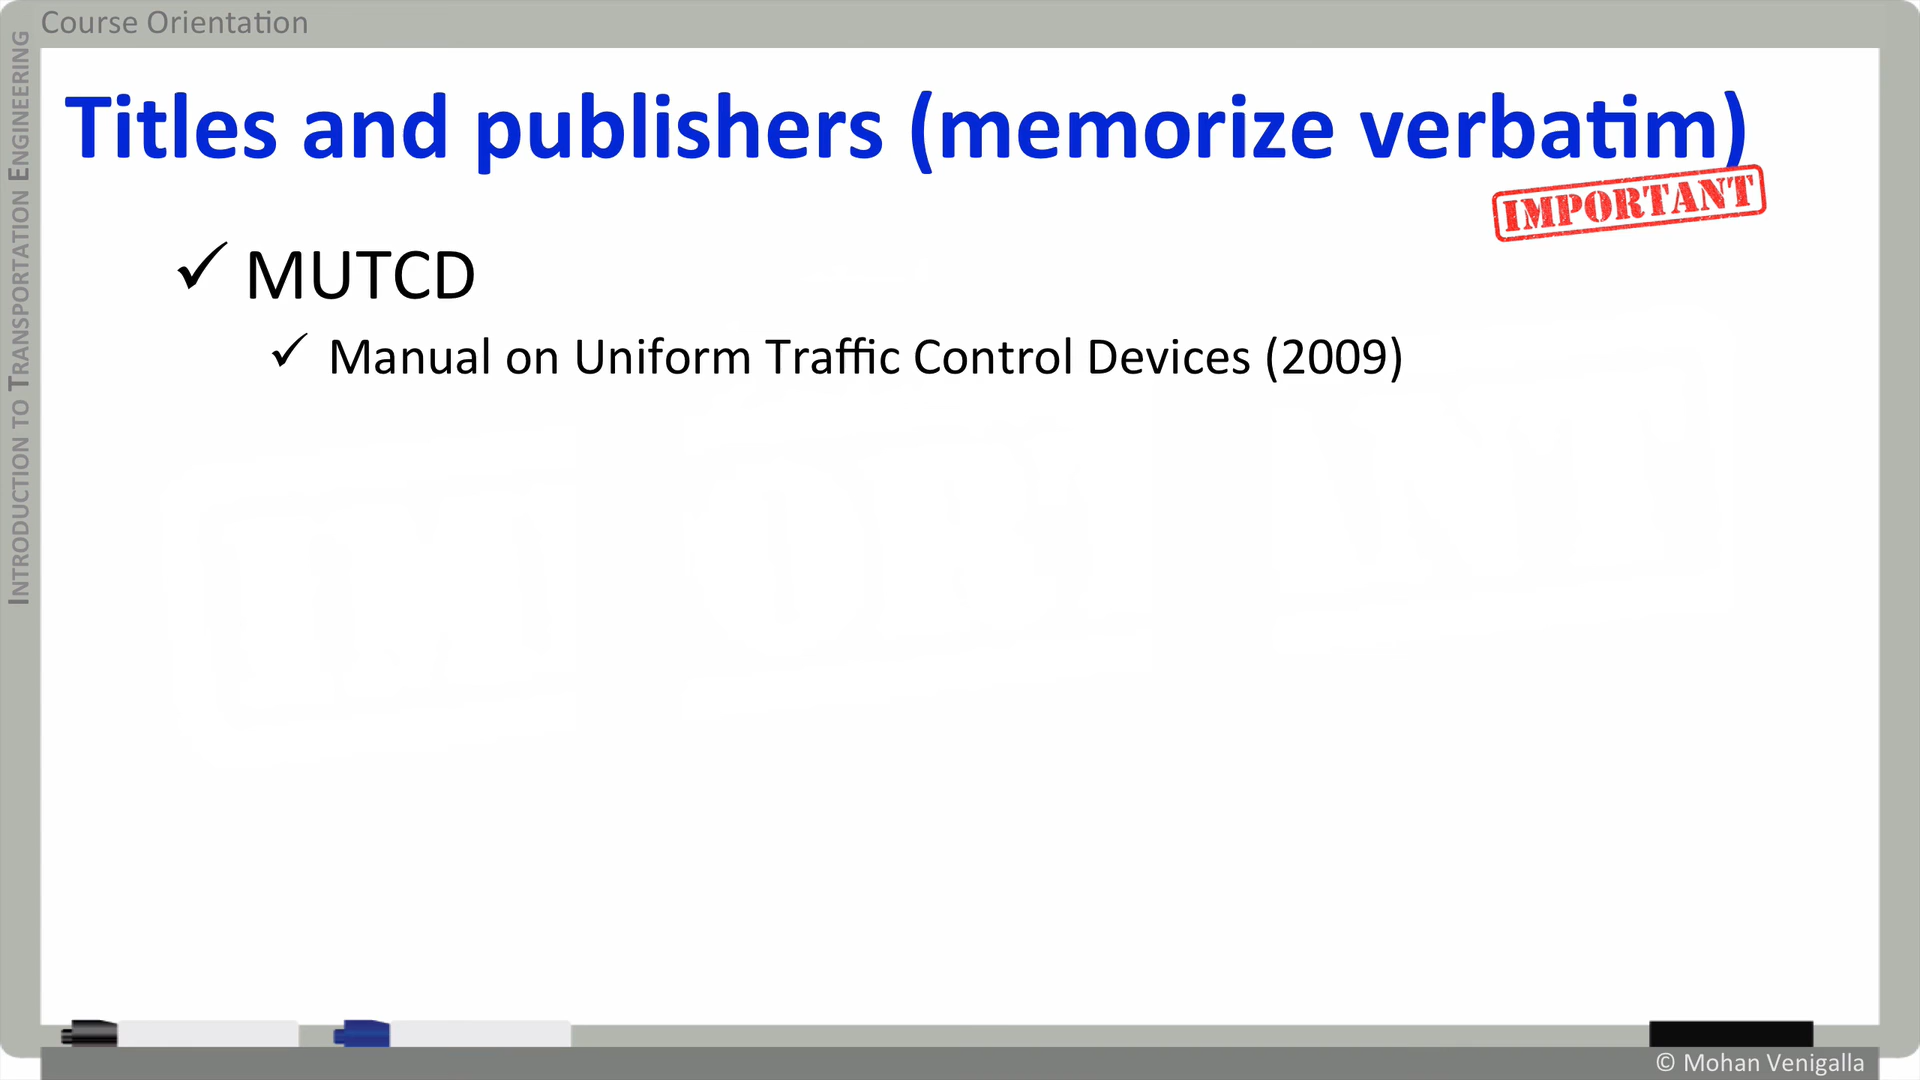 Course Orientation
INTRODUCTION TO TRANSPORTATION ENGINEERING
Titles and publishers (memorize verbatim)
IMPORTANT
✓ MUTCD
✓ Manual on Uniform Traffic Control Devices (2009)
© Mohan Venigalla